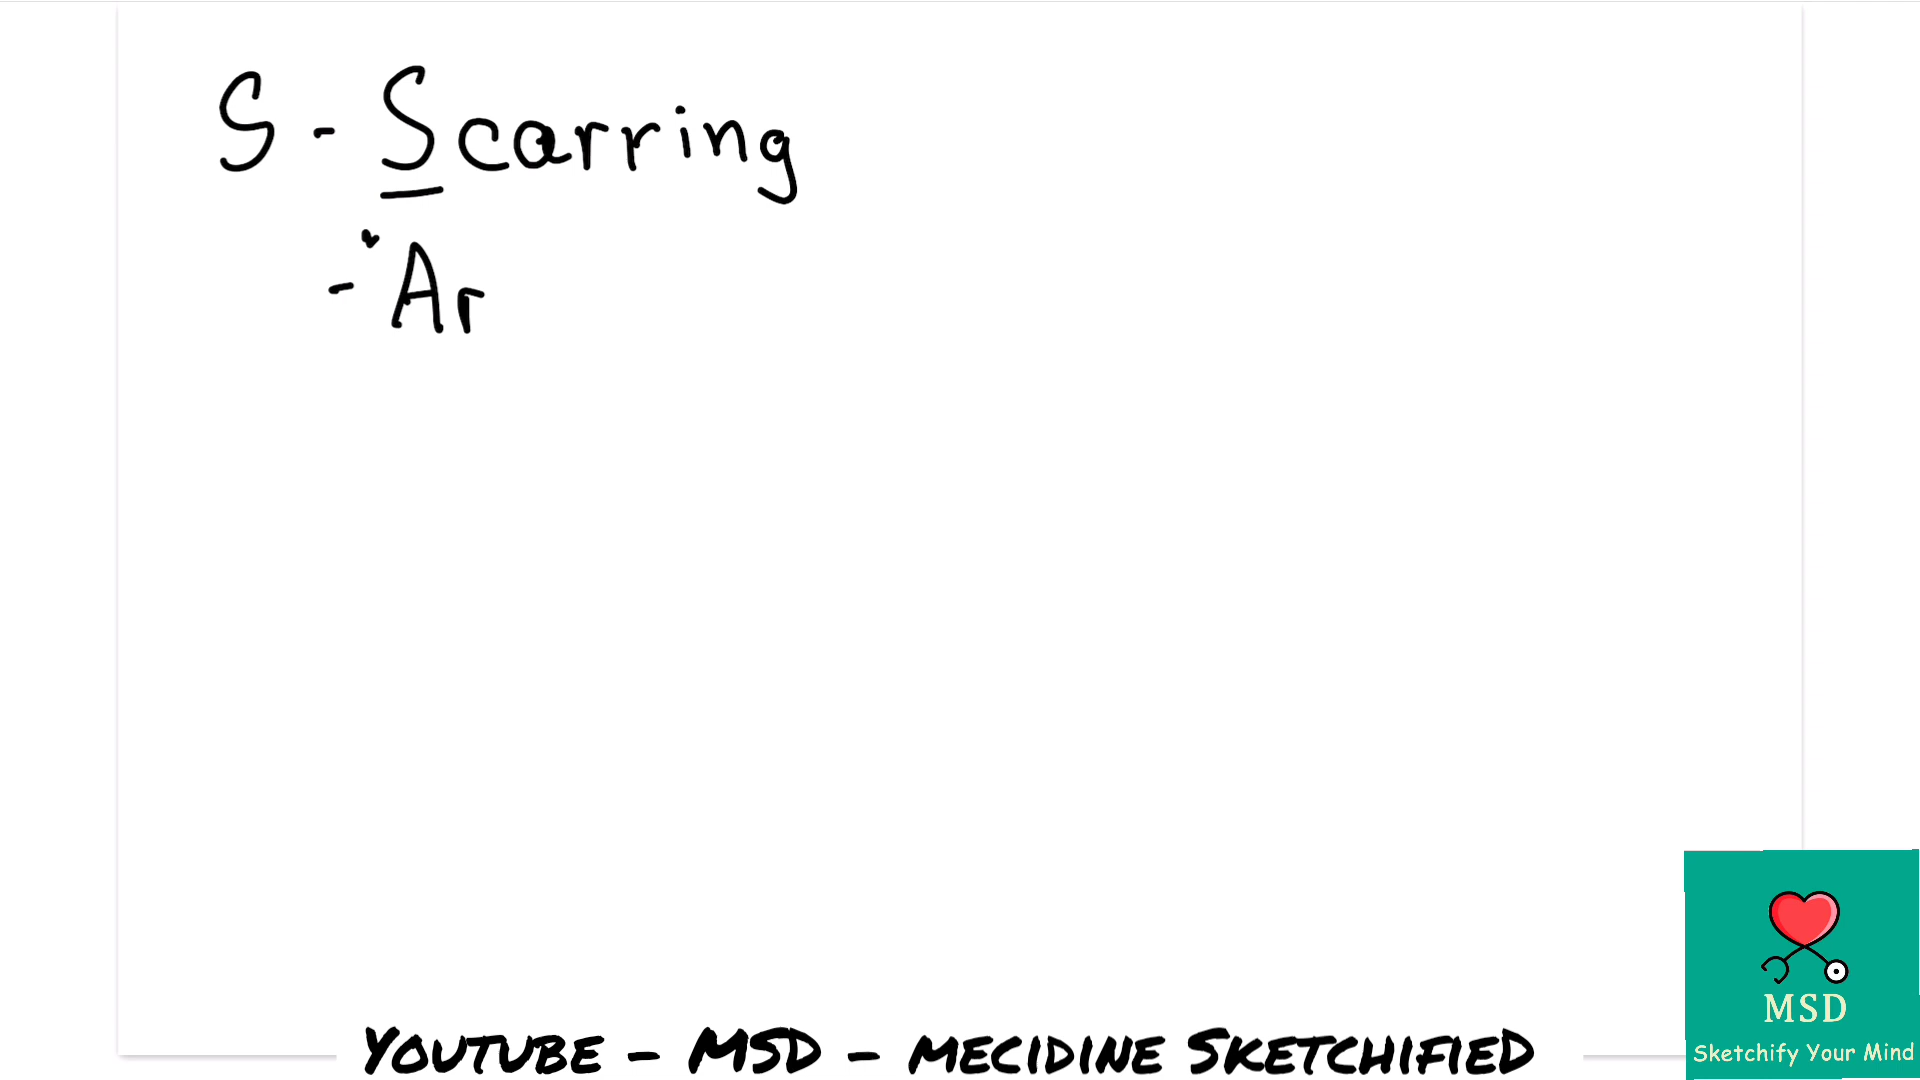 S - Scarring
- Ar
YOUTUBE - MSD - MECIDINE SKETCHIFIED
MSD
Sketchify Your Mind